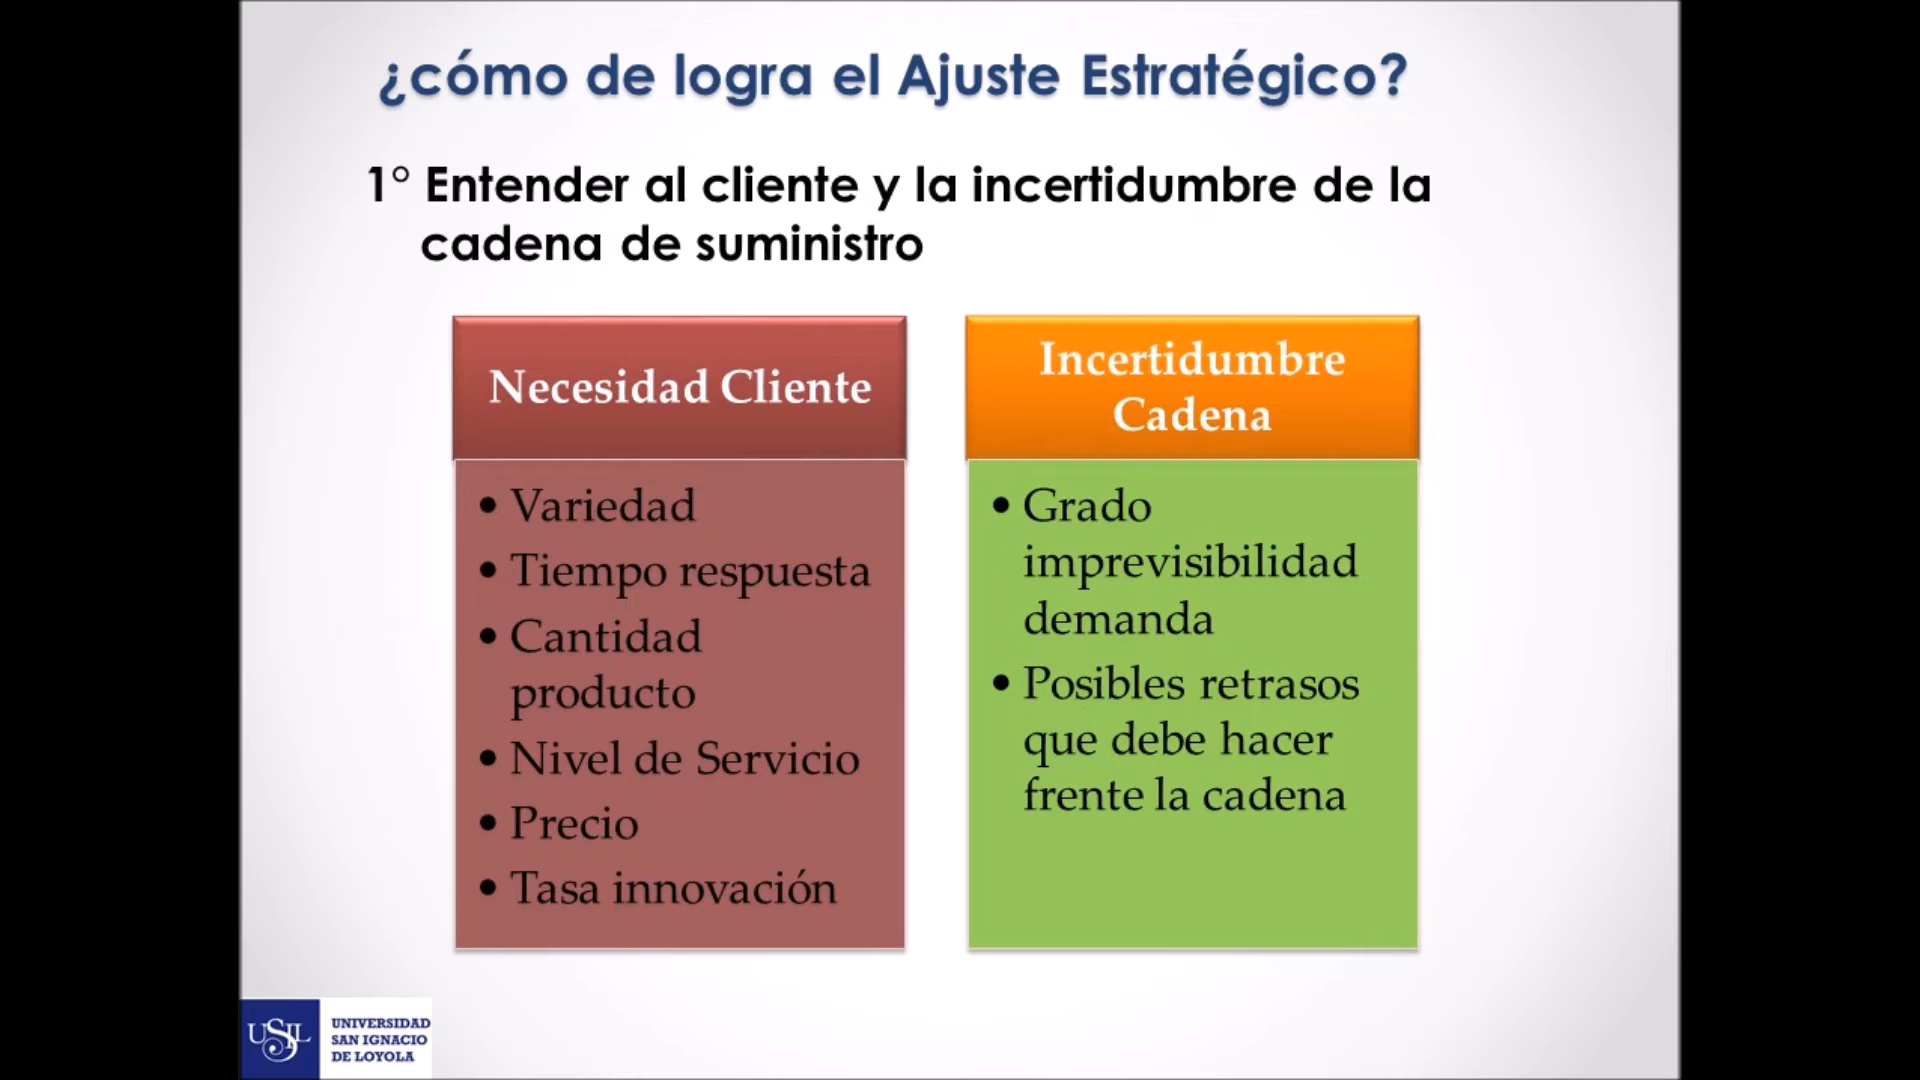 ¿cómo de logra el Ajuste Estratégico?
1° Entender al cliente y la incertidumbre de la
cadena de suministro
Necesidad Cliente
• Variedad
• Tiempo respuesta
• Cantidad
producto
• Nivel de Servicio
• Precio
• Tasa innovación
Incertidumbre
Cadena
• Grado
imprevisibilidad
demanda
• Posibles retrasos
que debe hacer
frente la cadena
USIL
UNIVERSIDAD
SAN IGNACIO
DE LOYOLA